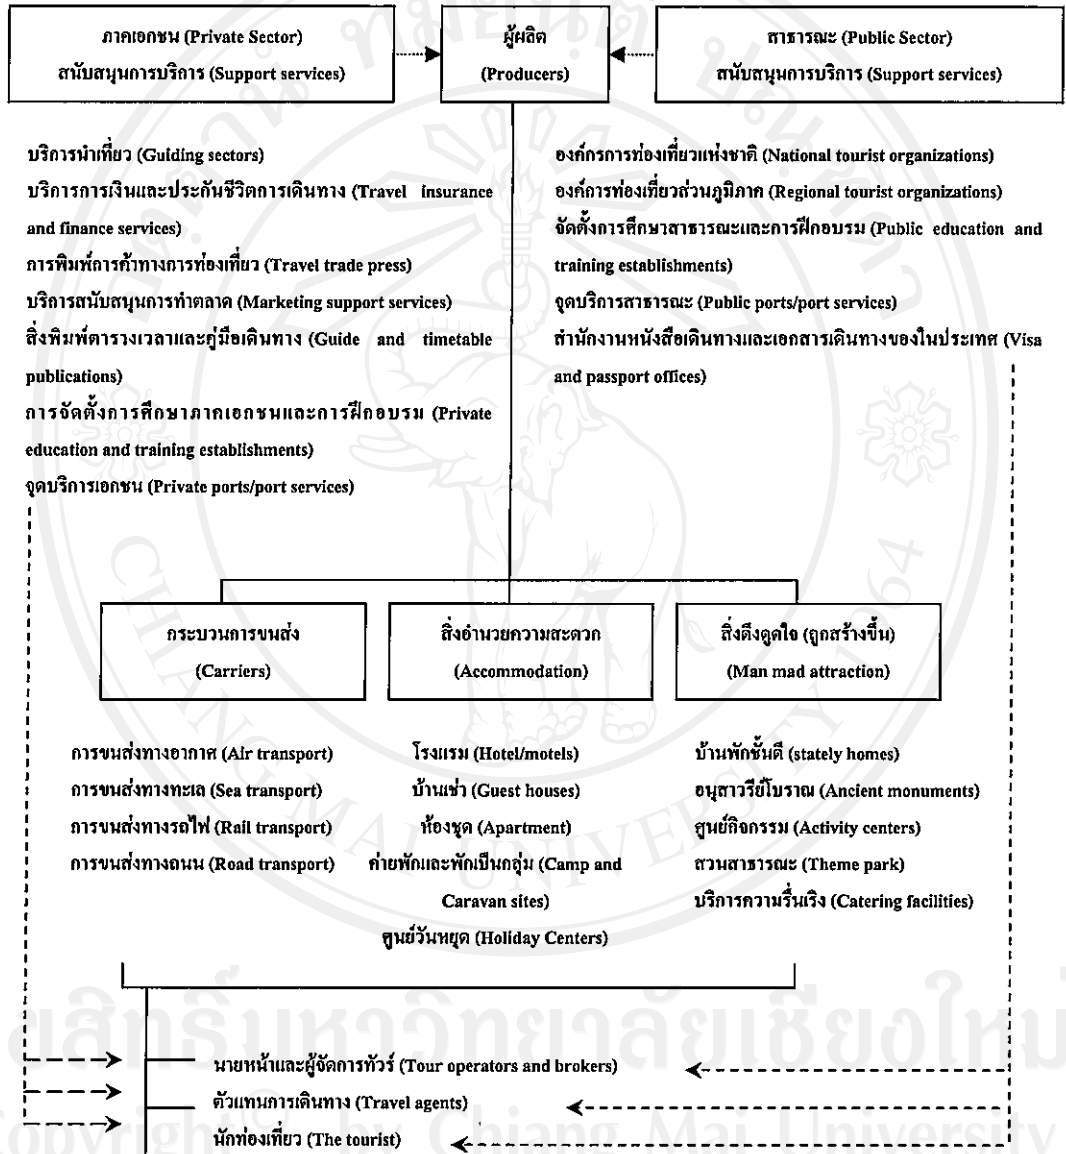 ภาคเอกชน (Private Sector)
สนับสนุนการบริการ (Support services)
ผู้ผลิต
(Producers)
สาธารณะ (Public Sector)
สนับสนุนการบริการ (Support services)
บริการนำเที่ยว (Guiding sectors)
บริการการเงินและประกันชีวิตการเดินทาง (Travel insurance
and finance services)
การพิมพ์การค้าทางการท่องเที่ยว (Travel trade press)
บริการสนับสนุนการทำตลาด (Marketing support services)
สิ่งพิมพ์ตารางเวลาและคู่มือเดินทาง (Guide and timetable
publications)
การจัดตั้งการศึกษาภาคเอกชนและการฝึกอบรม (Private
education and training establishments)
จุดบริการเอกชน (Private ports/port services)
องค์กรการท่องเที่ยวแห่งชาติ (National tourist organizations)
องค์การท่องเที่ยวส่วนภูมิภาค (Regional tourist organizations)
จัดตั้งการศึกษาสาธารณะและการฝึกอบรม (Public education and
training establishments)
จุดบริการสาธารณะ (Public ports/port services)
สำนักงานหนังสือเดินทางและเอกสารเดินทางของในประเทศ (Visa
and passport offices)
กระบวนการขนส่ง
(Carriers)
สิ่งอำนวยความสะดวก
(Accommodation)
สิ่งดึงดูดใจ (ถูกสร้างขึ้น)
(Man mad attraction)
การขนส่งทางอากาศ (Air transport)
การขนส่งทางทะเล (Sea transport)
การขนส่งทางรถไฟ (Rail transport)
การขนส่งทางถนน (Road transport)
โรงแรม (Hotel/motels)
บ้านเช่า (Guest houses)
ห้องชุด (Apartment)
ค่ายพักและพักเป็นกลุ่ม (Camp and
Caravan sites)
ศูนย์วันหยุด (Holiday Centers)
บ้านพักชั้นดี (stately homes)
อนุสาวรีย์โบราณ (Ancient monuments)
ศูนย์กิจกรรม (Activity centers)
สวนสาธารณะ (Theme park)
บริการความรื่นเริง (Catering facilities)
นายหน้าและผู้จัดการทัวร์ (Tour operators and brokers)
ตัวแทนการเดินทาง (Travel agents)
นักท่องเที่ยว (The tourist)
CHIANG MAI UNIVERSITY 1964
ยสิทธิ์มหาวิทยาลัยเชียงใหม่
Copyright © by Chiang Mai University